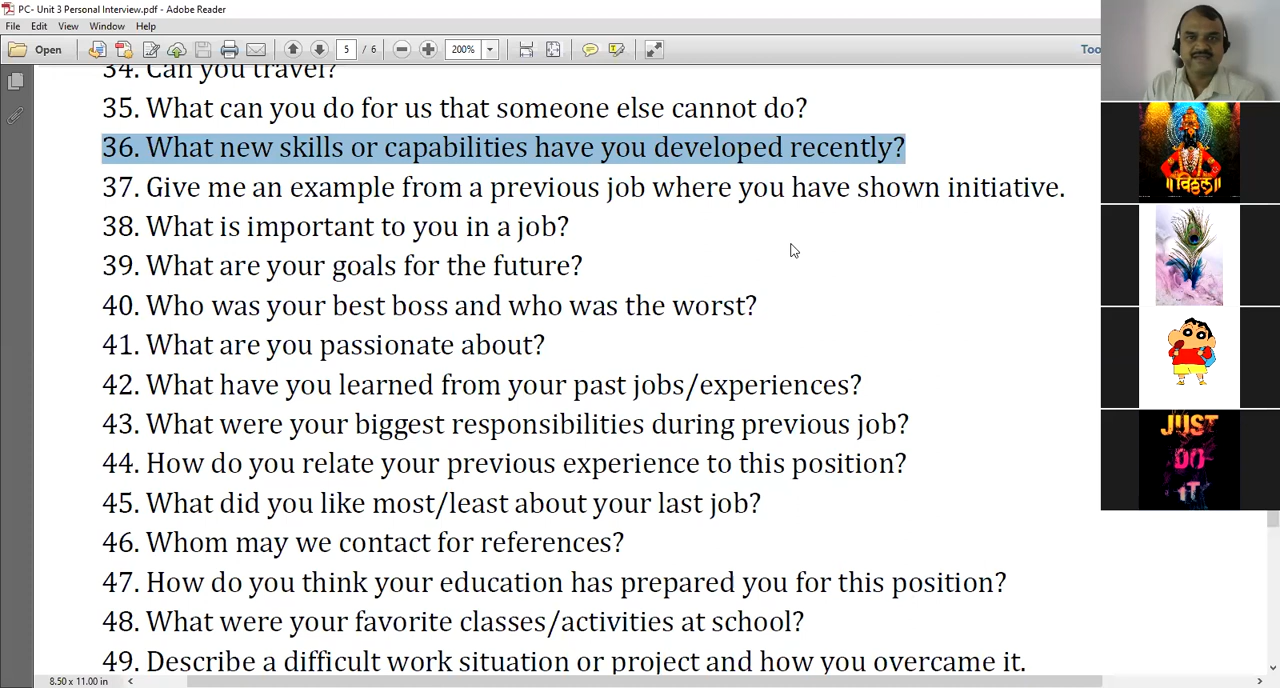 PC- Unit 3 Personal Interview.pdf - Adobe Reader
File Edit View Window Help
Open 5 / 6 200% Too
34. Can you travel?
35. What can you do for us that someone else cannot do?
36. What new skills or capabilities have you developed recently?
37. Give me an example from a previous job where you have shown initiative.
38. What is important to you in a job?
39. What are your goals for the future?
40. Who was your best boss and who was the worst?
41. What are you passionate about?
42. What have you learned from your past jobs/experiences?
43. What were your biggest responsibilities during previous job?
44. How do you relate your previous experience to this position?
45. What did you like most/least about your last job?
46. Whom may we contact for references?
47. How do you think your education has prepared you for this position?
48. What were your favorite classes/activities at school?
49. Describe a difficult work situation or project and how you overcame it.
8.50 x 11.00 in
॥ विठ्ठल ॥
JUST
DO
iT